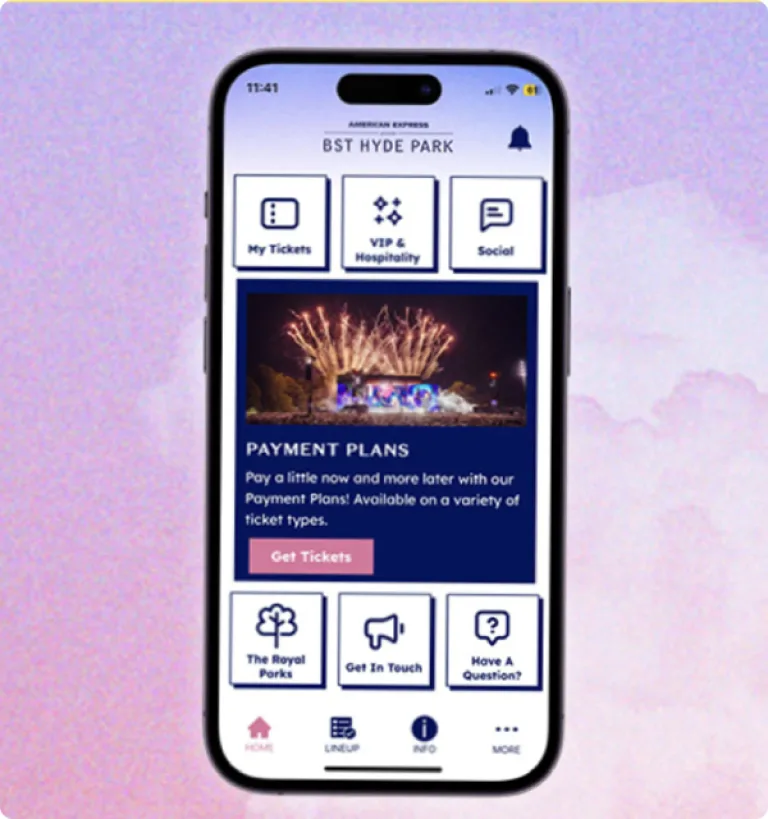 11:41
AMERICAN EXPRESS
BST HYDE PARK
My Tickets
VIP &
Hospitality
Social
PAYMENT PLANS
Pay a little now and more later with our
Payment Plans! Available on a variety of
ticket types.
Get Tickets
The Royal
Parks
Get In Touch
Have A
Question?
HOME
LINEUP
INFO
MORE